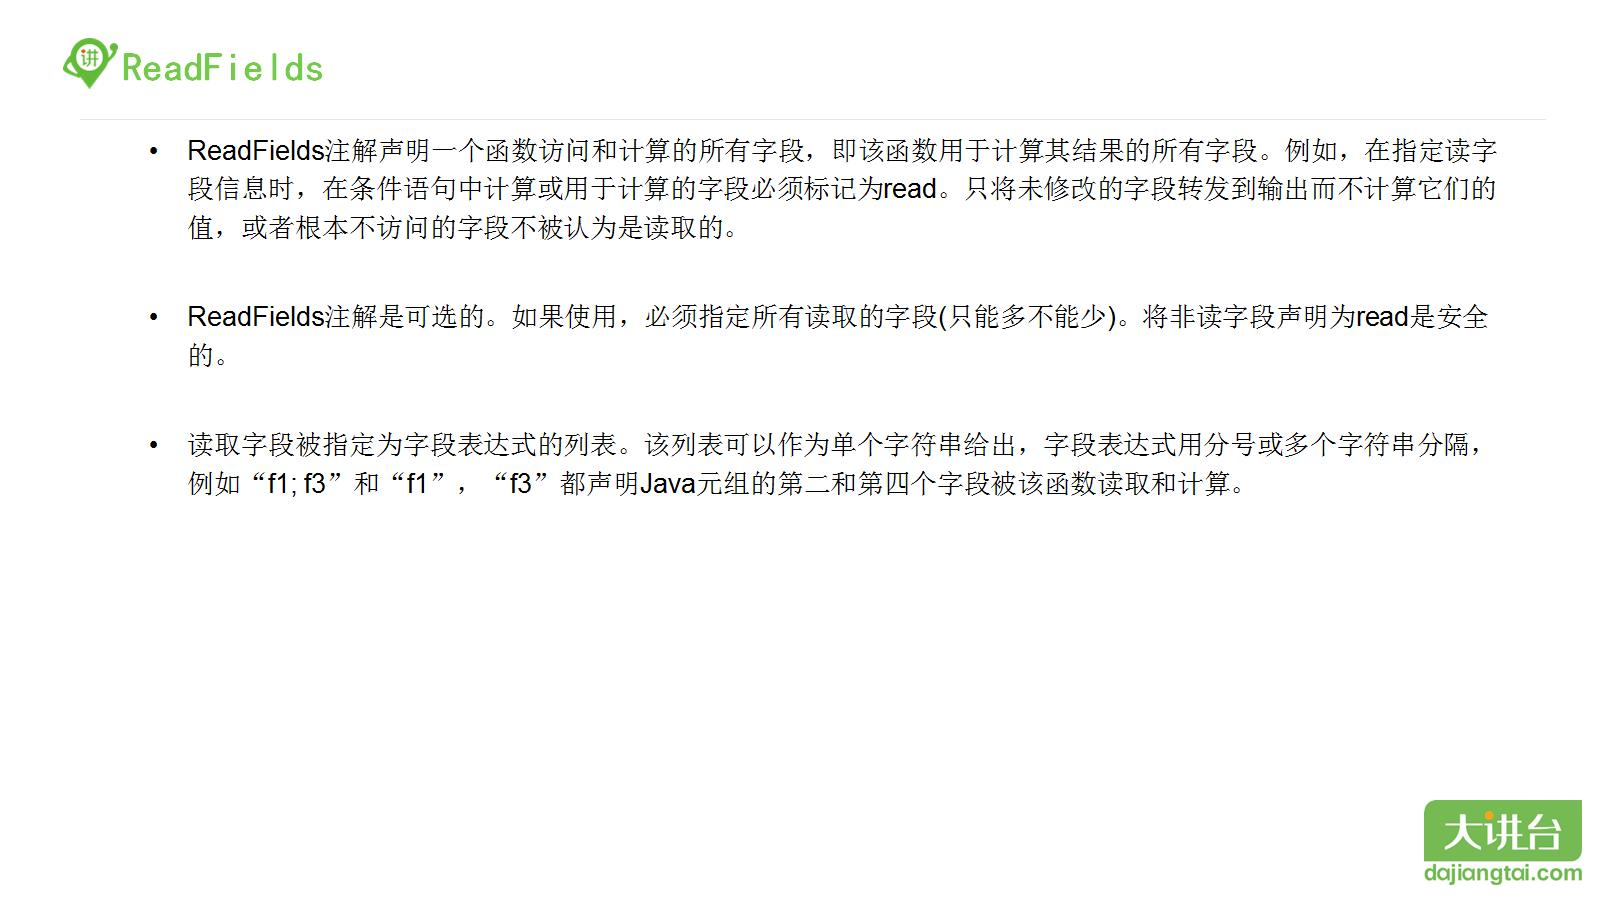 讲
ReadFields
• ReadFields注解声明一个函数访问和计算的所有字段，即该函数用于计算其结果的所有字段。例如，在指定读字
段信息时，在条件语句中计算或用于计算的字段必须标记为read。只将未修改的字段转发到输出而不计算它们的
值，或者根本不访问的字段不被认为是读取的。
• ReadFields注解是可选的。如果使用，必须指定所有读取的字段(只能多不能少)。将非读字段声明为read是安全
的。
• 读取字段被指定为字段表达式的列表。该列表可以作为单个字符串给出，字段表达式用分号或多个字符串分隔，
例如“f1; f3”和“f1”，“f3”都声明Java元组的第二和第四个字段被该函数读取和计算。
大讲台
dajiangtai.com